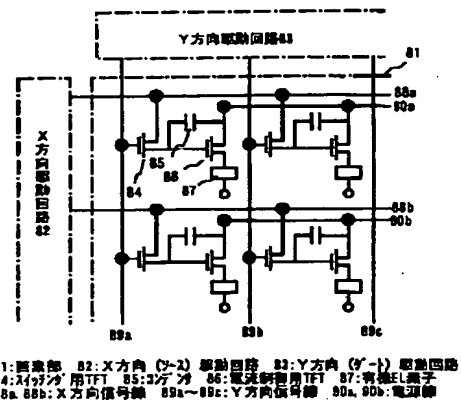 Y方向駆動回路83
81
88a
90a
X方向駆動回路82
85
86
84
87
88b
90b
89a
89b
89c
1:画素部 82:X方向 (ソース) 駆動回路 83:Y方向 (ゲート) 駆動回路
4:スイッチング用TFT 85:コンデンサ 86:電流制御用TFT 87:有機EL素子
8a, 88b:X方向信号線 89a~89c:Y方向信号線 90a, 90b:電源線